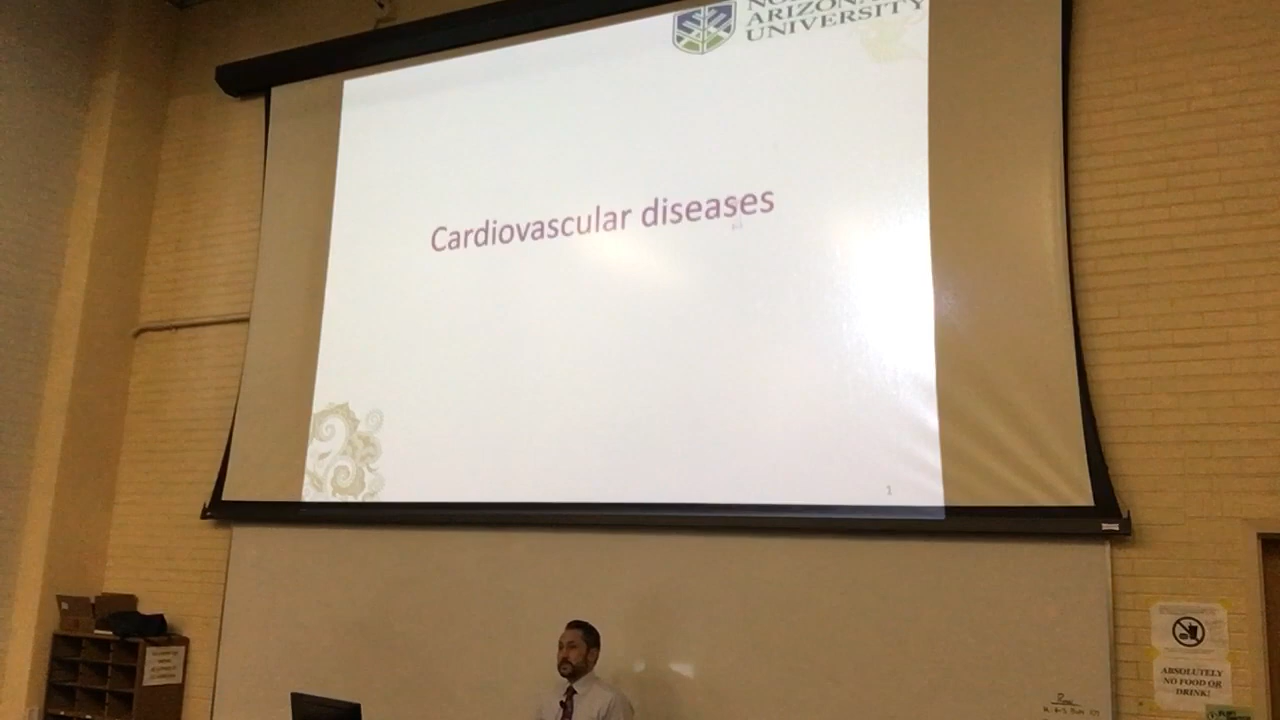 ARIZONA
UNIVERSITY
Cardiovascular diseases
1
ABSOLUTELY
NO FOOD OR
DRINK!